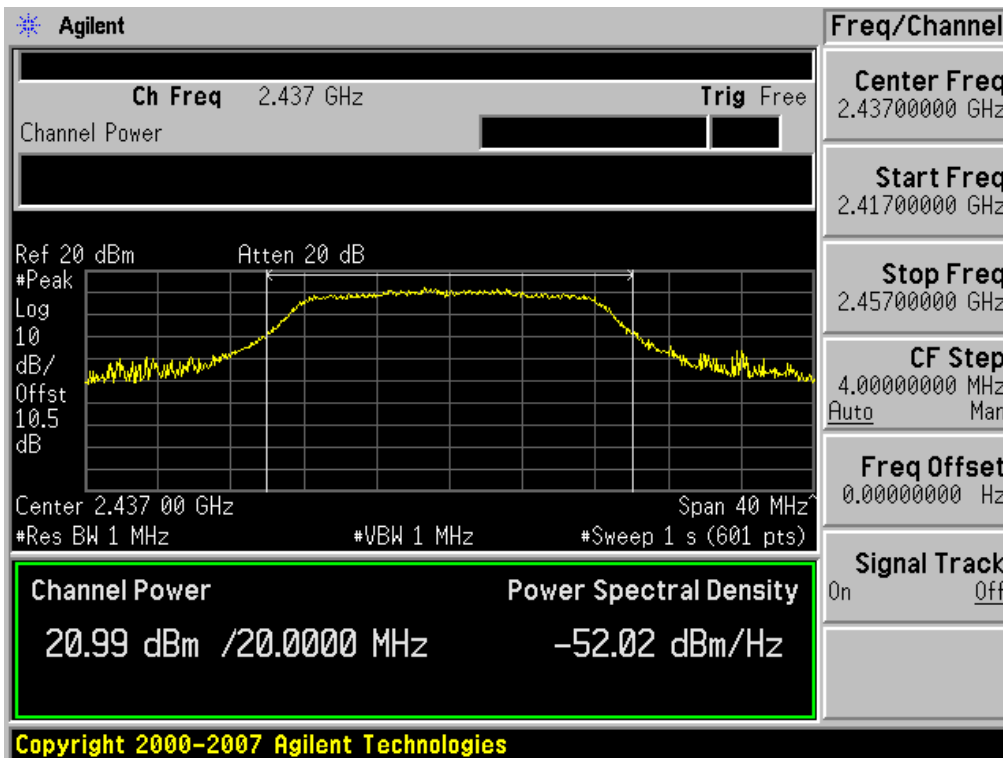 Agilent
Freq/Channel
Ch Freq 2.437 GHz Trig Free
Channel Power
Center Freq
2.43700000 GHz
Start Freq
2.41700000 GHz
Stop Freq
2.45700000 GHz
CF Step
4.00000000 MHz
Auto Man
Freq Offset
0.00000000 Hz
Signal Track
On Off
Ref 20 dBm Atten 20 dB
#Peak
Log
10
dB/
Offst
10.5
dB
Center 2.437 00 GHz Span 40 MHz^
#Res BW 1 MHz #VBW 1 MHz #Sweep 1 s (601 pts)
Channel Power Power Spectral Density
20.99 dBm /20.0000 MHz -52.02 dBm/Hz
Copyright 2000-2007 Agilent Technologies